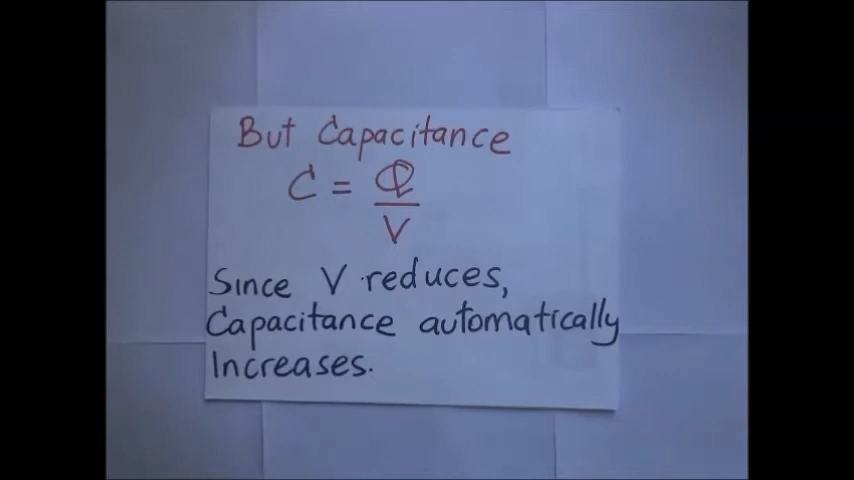 But Capacitance
C = Q
V
Since V reduces,
Capacitance automatically
Increases.